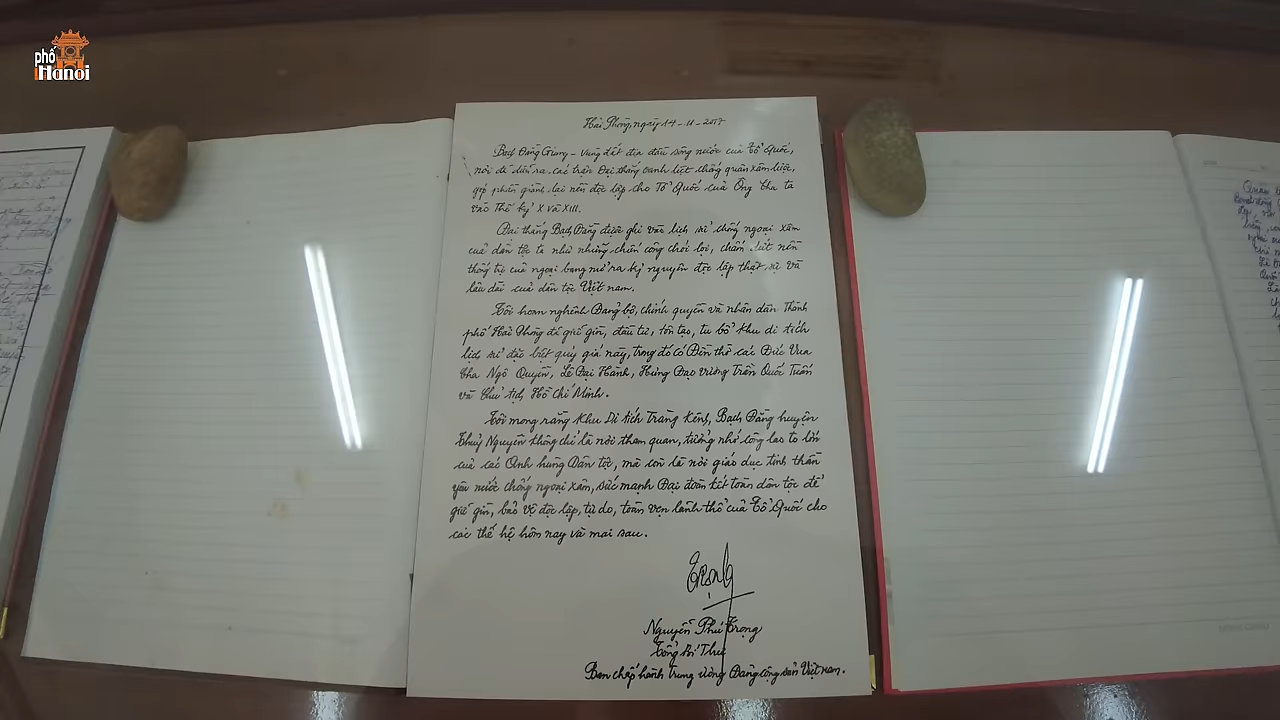 phố
Hanoi
Hải Phòng, ngày 14-11-2017
Bạch Đằng Giang - Vùng đất địa đầu sông nước của Tổ Quốc,
nơi đã diễn ra các trận Đại thắng oanh liệt chống quân xâm lược,
góp phần giành lại nền độc lập cho Tổ Quốc của Ông Cha ta
vào Thế kỷ X và XIII.
Đại thắng Bạch Đằng được ghi vào lịch sử chống ngoại xâm
của dân tộc ta như những chiến công chói lọi, chấm dứt nền
thống trị của ngoại bang mở ra kỷ nguyên độc lập thật sự và
lâu dài của dân tộc Việt nam.
Tôi hoan nghênh Đảng bộ, chính quyền và nhân dân Thành
phố Hải Phòng đã giữ gìn, đầu tư, tôn tạo, tu bổ khu di tích
lịch sử đặc biệt quý giá này, trong đó có Đền thờ các Đức Vua
Cha Ngô Quyền, Lê Đại Hành, Hưng Đạo Vương Trần Quốc Tuấn
và Chủ tịch Hồ Chí Minh.
Tôi mong rằng Khu Di tích Tràng Kênh, Bạch Đằng huyện
Thuỷ Nguyên không chỉ là nơi tham quan, tưởng nhớ công lao to lớn
của các Anh hùng Dân tộc, mà còn là nơi giáo dục tinh thần
yêu nước chống ngoại xâm, sức mạnh Đại đoàn kết toàn dân tộc để
giữ gìn, bảo vệ độc lập, tự do, toàn vẹn lãnh thổ của Tổ Quốc cho
các thế hệ hôm nay và mai sau.
Trọng
Nguyễn Phú Trọng
Tổng Bí Thư
Ban chấp hành Trung ương Đảng cộng sản Việt Nam.